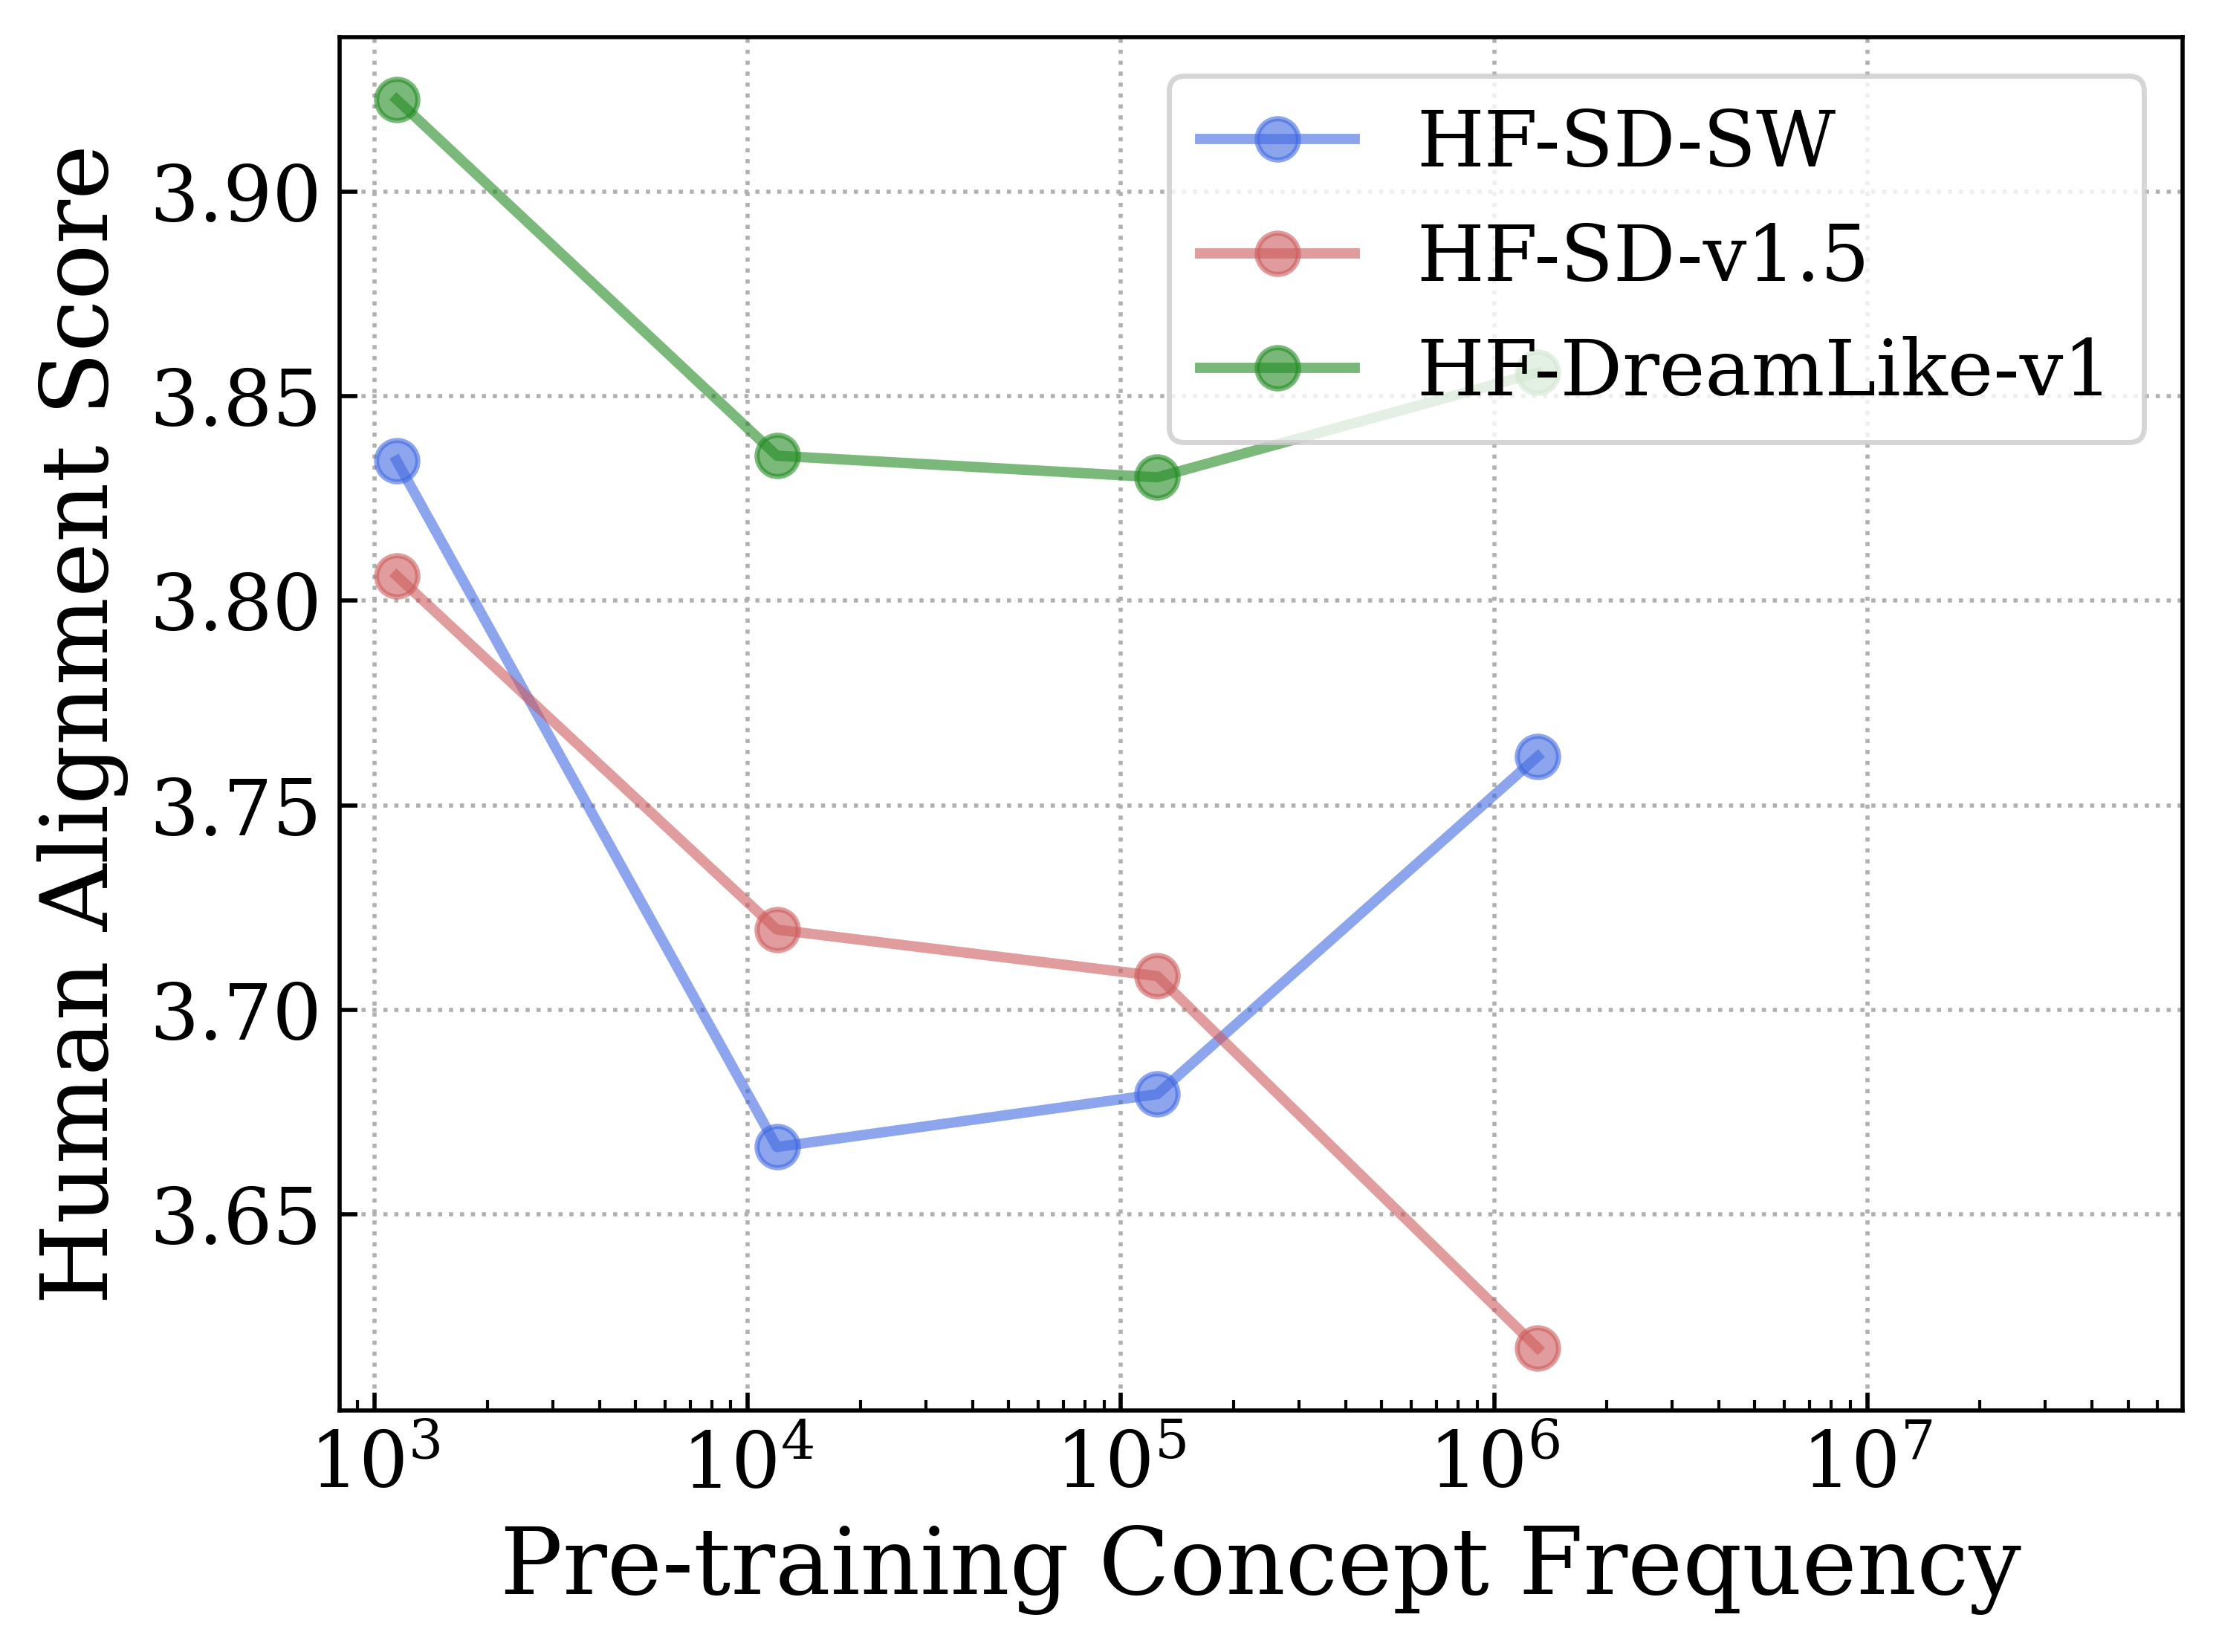 Human Alignment Score
3.90
3.85
3.80
3.75
3.70
3.65
HF-SD-SW
HF-SD-v1.5
HF-DreamLike-v1
10³ 10⁴ 10⁵ 10⁶ 10⁷
Pre-training Concept Frequency